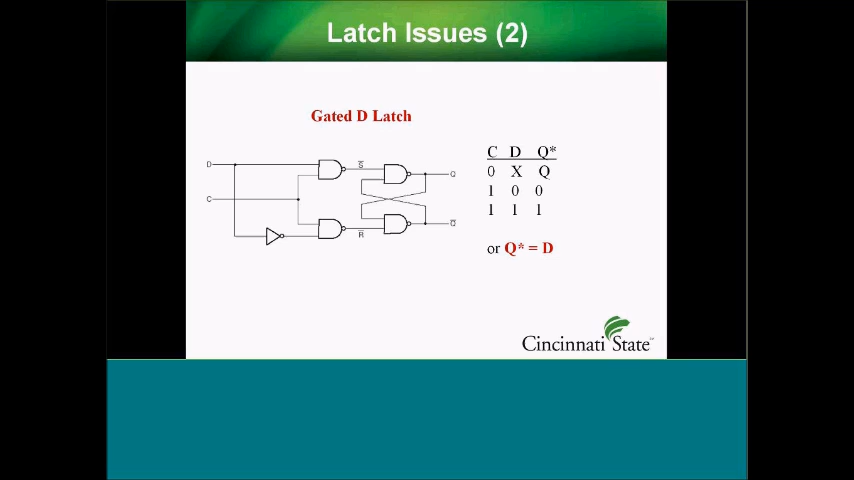 Latch Issues (2)
Gated D Latch
D
C
S̅
R̅
Q
Q̅
C D Q*
0 X Q
1 0 0
1 1 1
or Q* = D
Cincinnati State